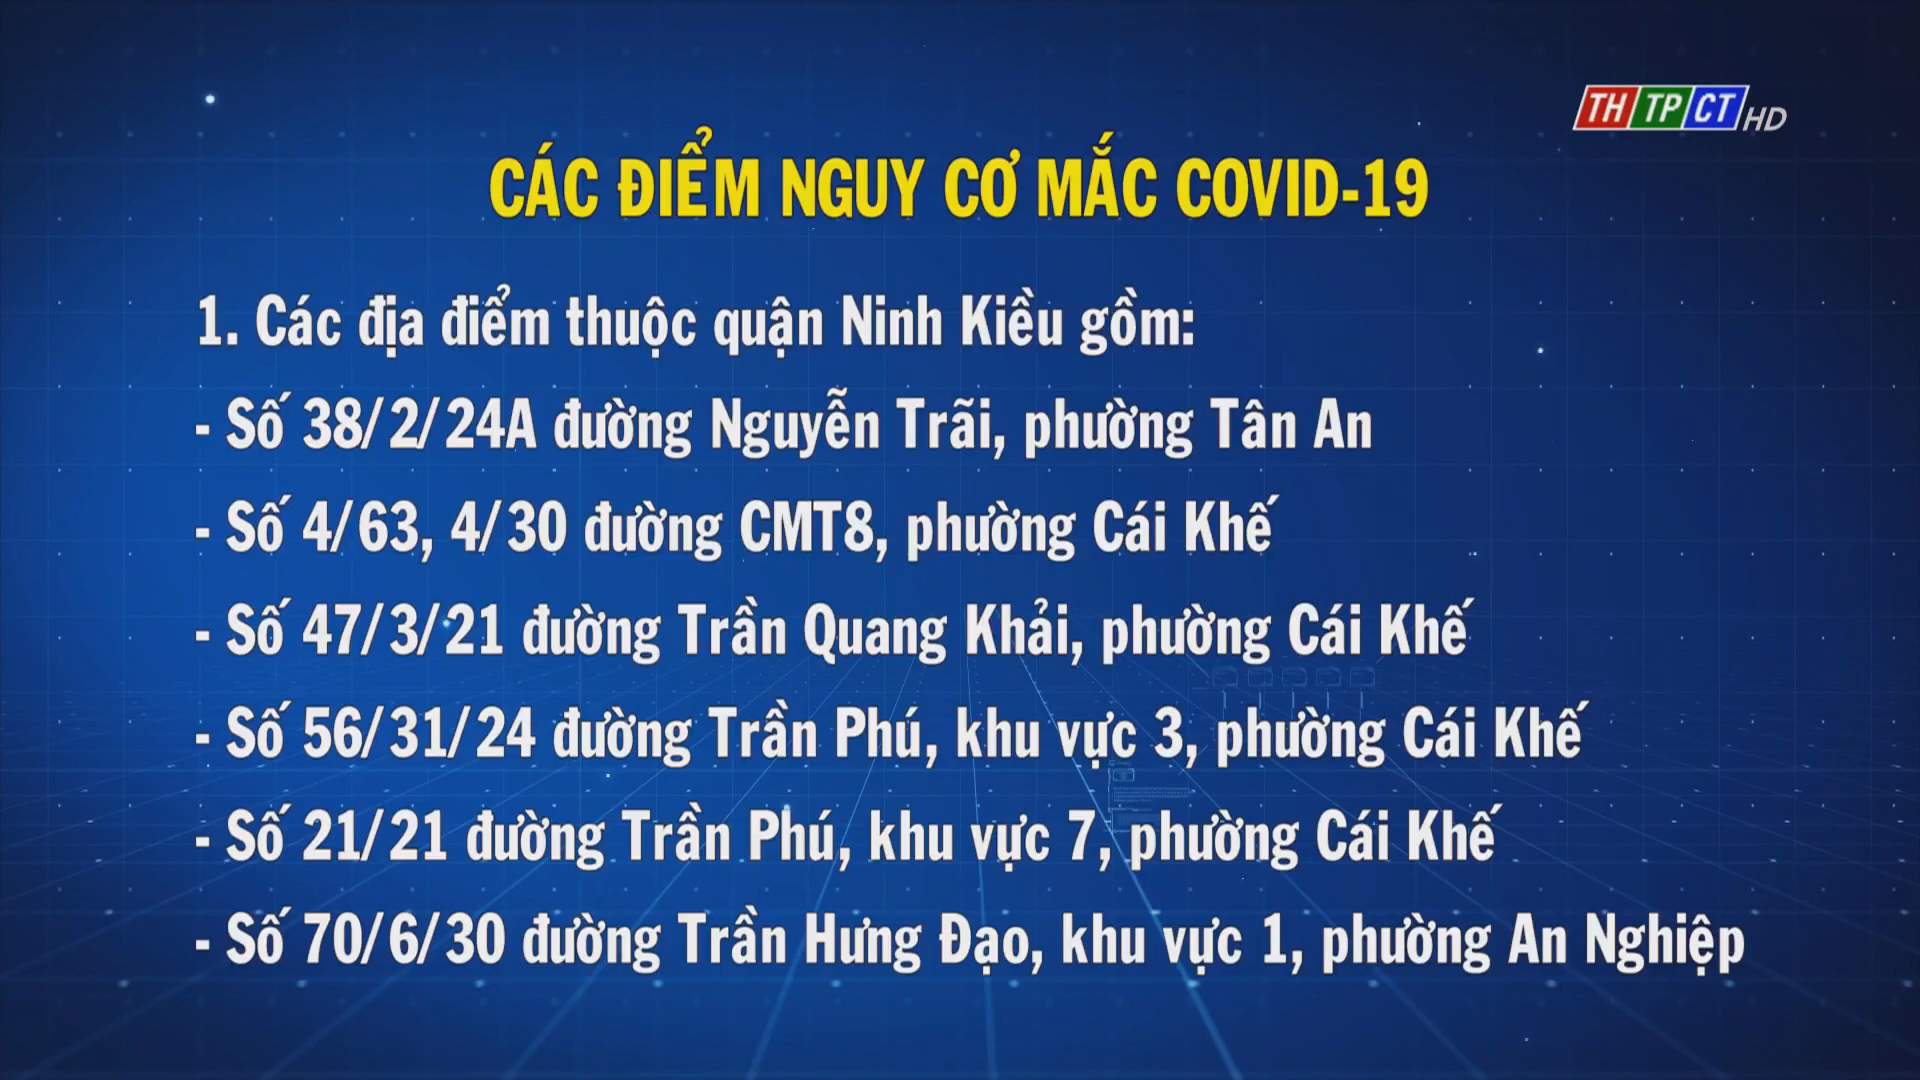 TH TP CT HD
CÁC ĐIỂM NGUY CƠ MẮC COVID-19
1. Các địa điểm thuộc quận Ninh Kiều gồm:
- Số 38/2/24A đường Nguyễn Trãi, phường Tân An
- Số 4/63, 4/30 đường CMT8, phường Cái Khế
- Số 47/3/21 đường Trần Quang Khải, phường Cái Khế
- Số 56/31/24 đường Trần Phú, khu vực 3, phường Cái Khế
- Số 21/21 đường Trần Phú, khu vực 7, phường Cái Khế
- Số 70/6/30 đường Trần Hưng Đạo, khu vực 1, phường An Nghiệp